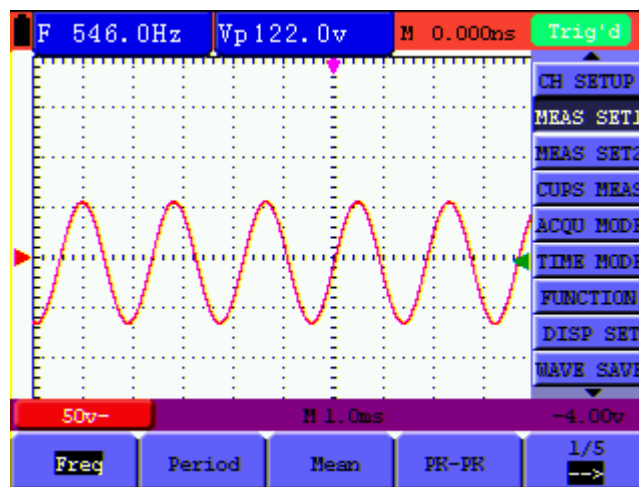 F 546.0Hz Vp122.0v M 0.000ns Trig'd
CH SETUP
MEAS SET1
MEAS SET2
CUPS MEAS
ACQU MODE
TIME MODE
FUNCTION
DISP SET
WAVE SAVE
50v~ M 1.0ms -4.00v
Freq Period Mean PK-PK 1/5
-->